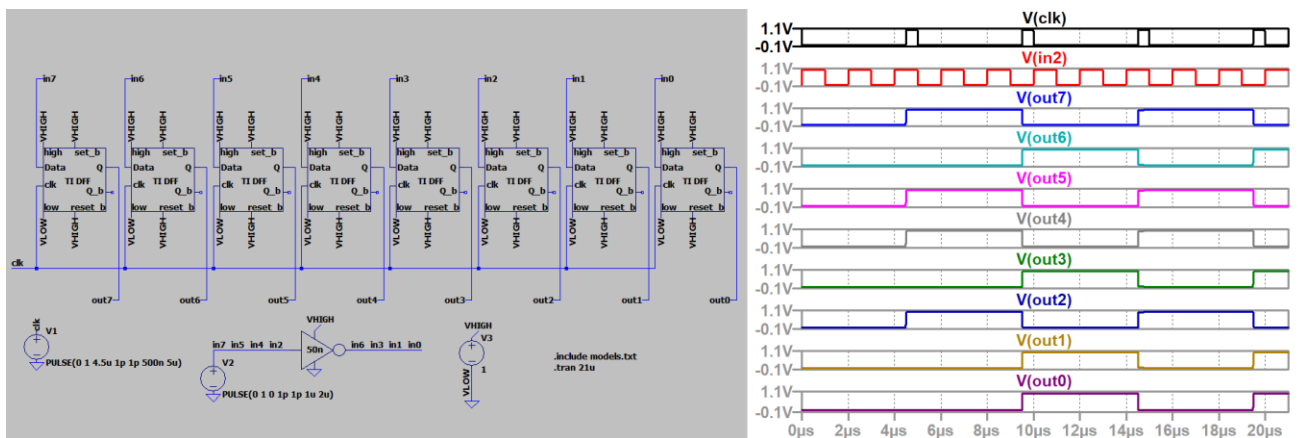 in7 in6 in5 in4 in3 in2 in1 in0
VHIGH VHIGH VHIGH VHIGH VHIGH VHIGH VHIGH VHIGH VHIGH VHIGH VHIGH VHIGH VHIGH VHIGH VHIGH VHIGH
high set_b high set_b high set_b high set_b high set_b high set_b high set_b high set_b
Data Q Data Q Data Q Data Q Data Q Data Q Data Q Data Q
TI DFF TI DFF TI DFF TI DFF TI DFF TI DFF TI DFF TI DFF
clk Q_b clk Q_b clk Q_b clk Q_b clk Q_b clk Q_b clk Q_b clk Q_b
low reset_b low reset_b low reset_b low reset_b low reset_b low reset_b low reset_b low reset_b
VLOW VHIGH VLOW VHIGH VLOW VHIGH VLOW VHIGH VLOW VHIGH VLOW VHIGH VLOW VHIGH VLOW VHIGH
clk
out7 out6 out5 out4 out3 out2 out1 out0
clk
V1
PULSE(0 1 4.5u 1p 1p 500n 5u)
VHIGH
in7 in5 in4 in2
50n
in6 in3 in1 in0
V2
PULSE(0 1 0 1p 1p 1u 2u)
VHIGH
V3
1
VLOW
.include models.txt
.tran 21u
V(clk)
1.1V
-0.1V
V(in2)
1.1V
-0.1V
V(out7)
1.1V
-0.1V
V(out6)
1.1V
-0.1V
V(out5)
1.1V
-0.1V
V(out4)
1.1V
-0.1V
V(out3)
1.1V
-0.1V
V(out2)
1.1V
-0.1V
V(out1)
1.1V
-0.1V
V(out0)
1.1V
-0.1V
0µs 2µs 4µs 6µs 8µs 10µs 12µs 14µs 16µs 18µs 20µs